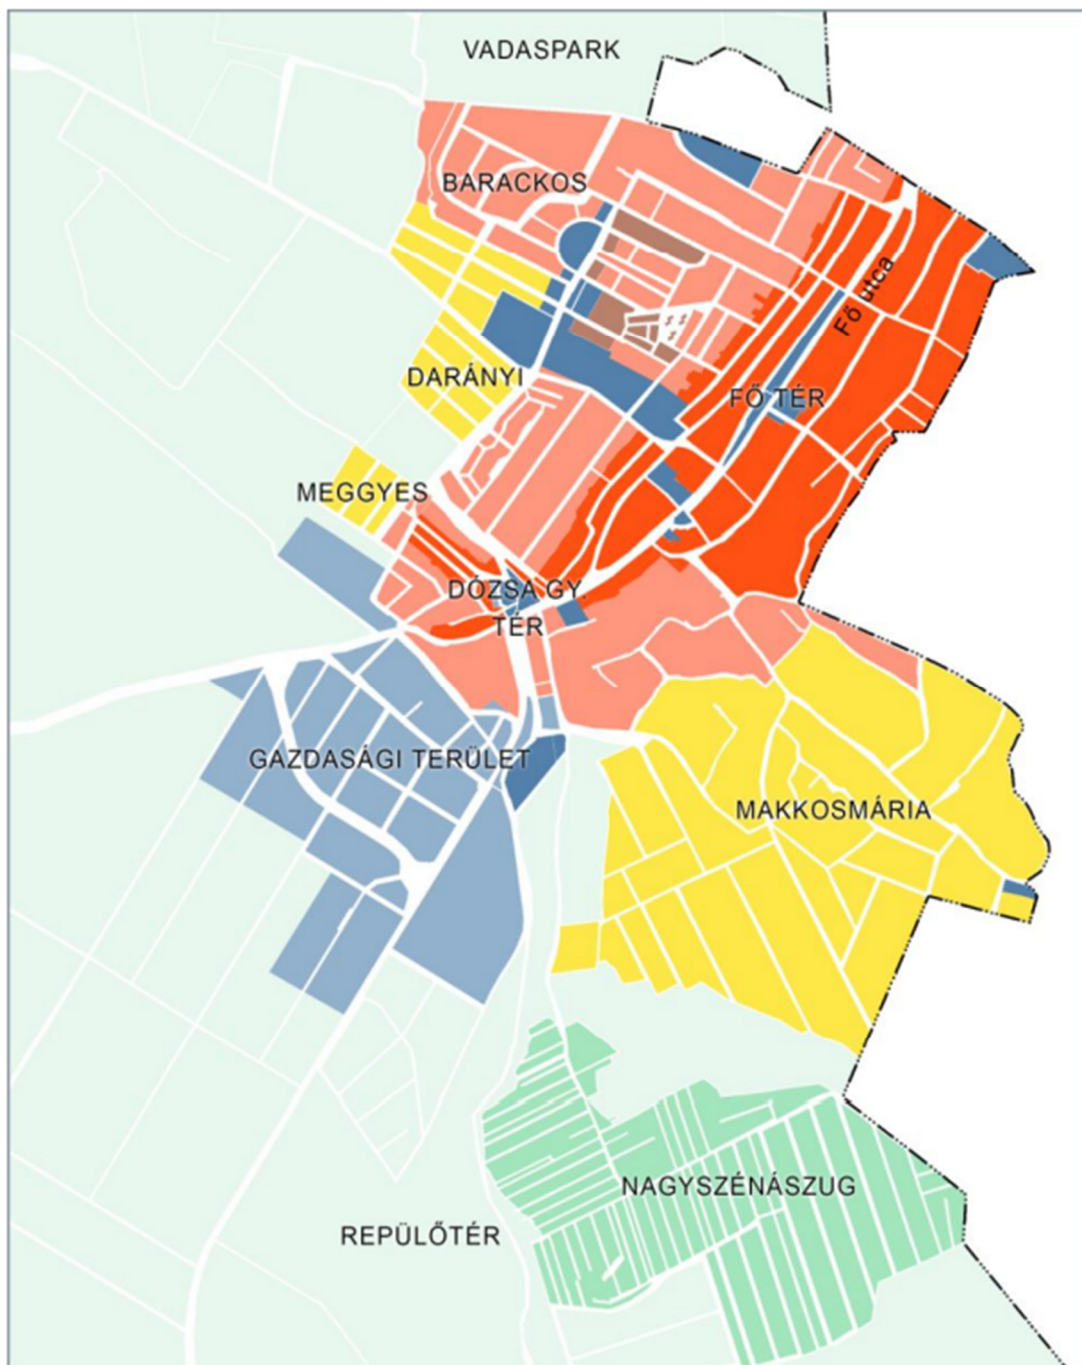 VADASPARK
BARACKOS
Fő utca
DARÁNYI
FŐ TÉR
MEGGYES
DÓZSA GY.
TÉR
GAZDASÁGI TERÜLET
MAKKOSMÁRIA
NAGYSZÉNÁSZUG
REPÜLŐTÉR